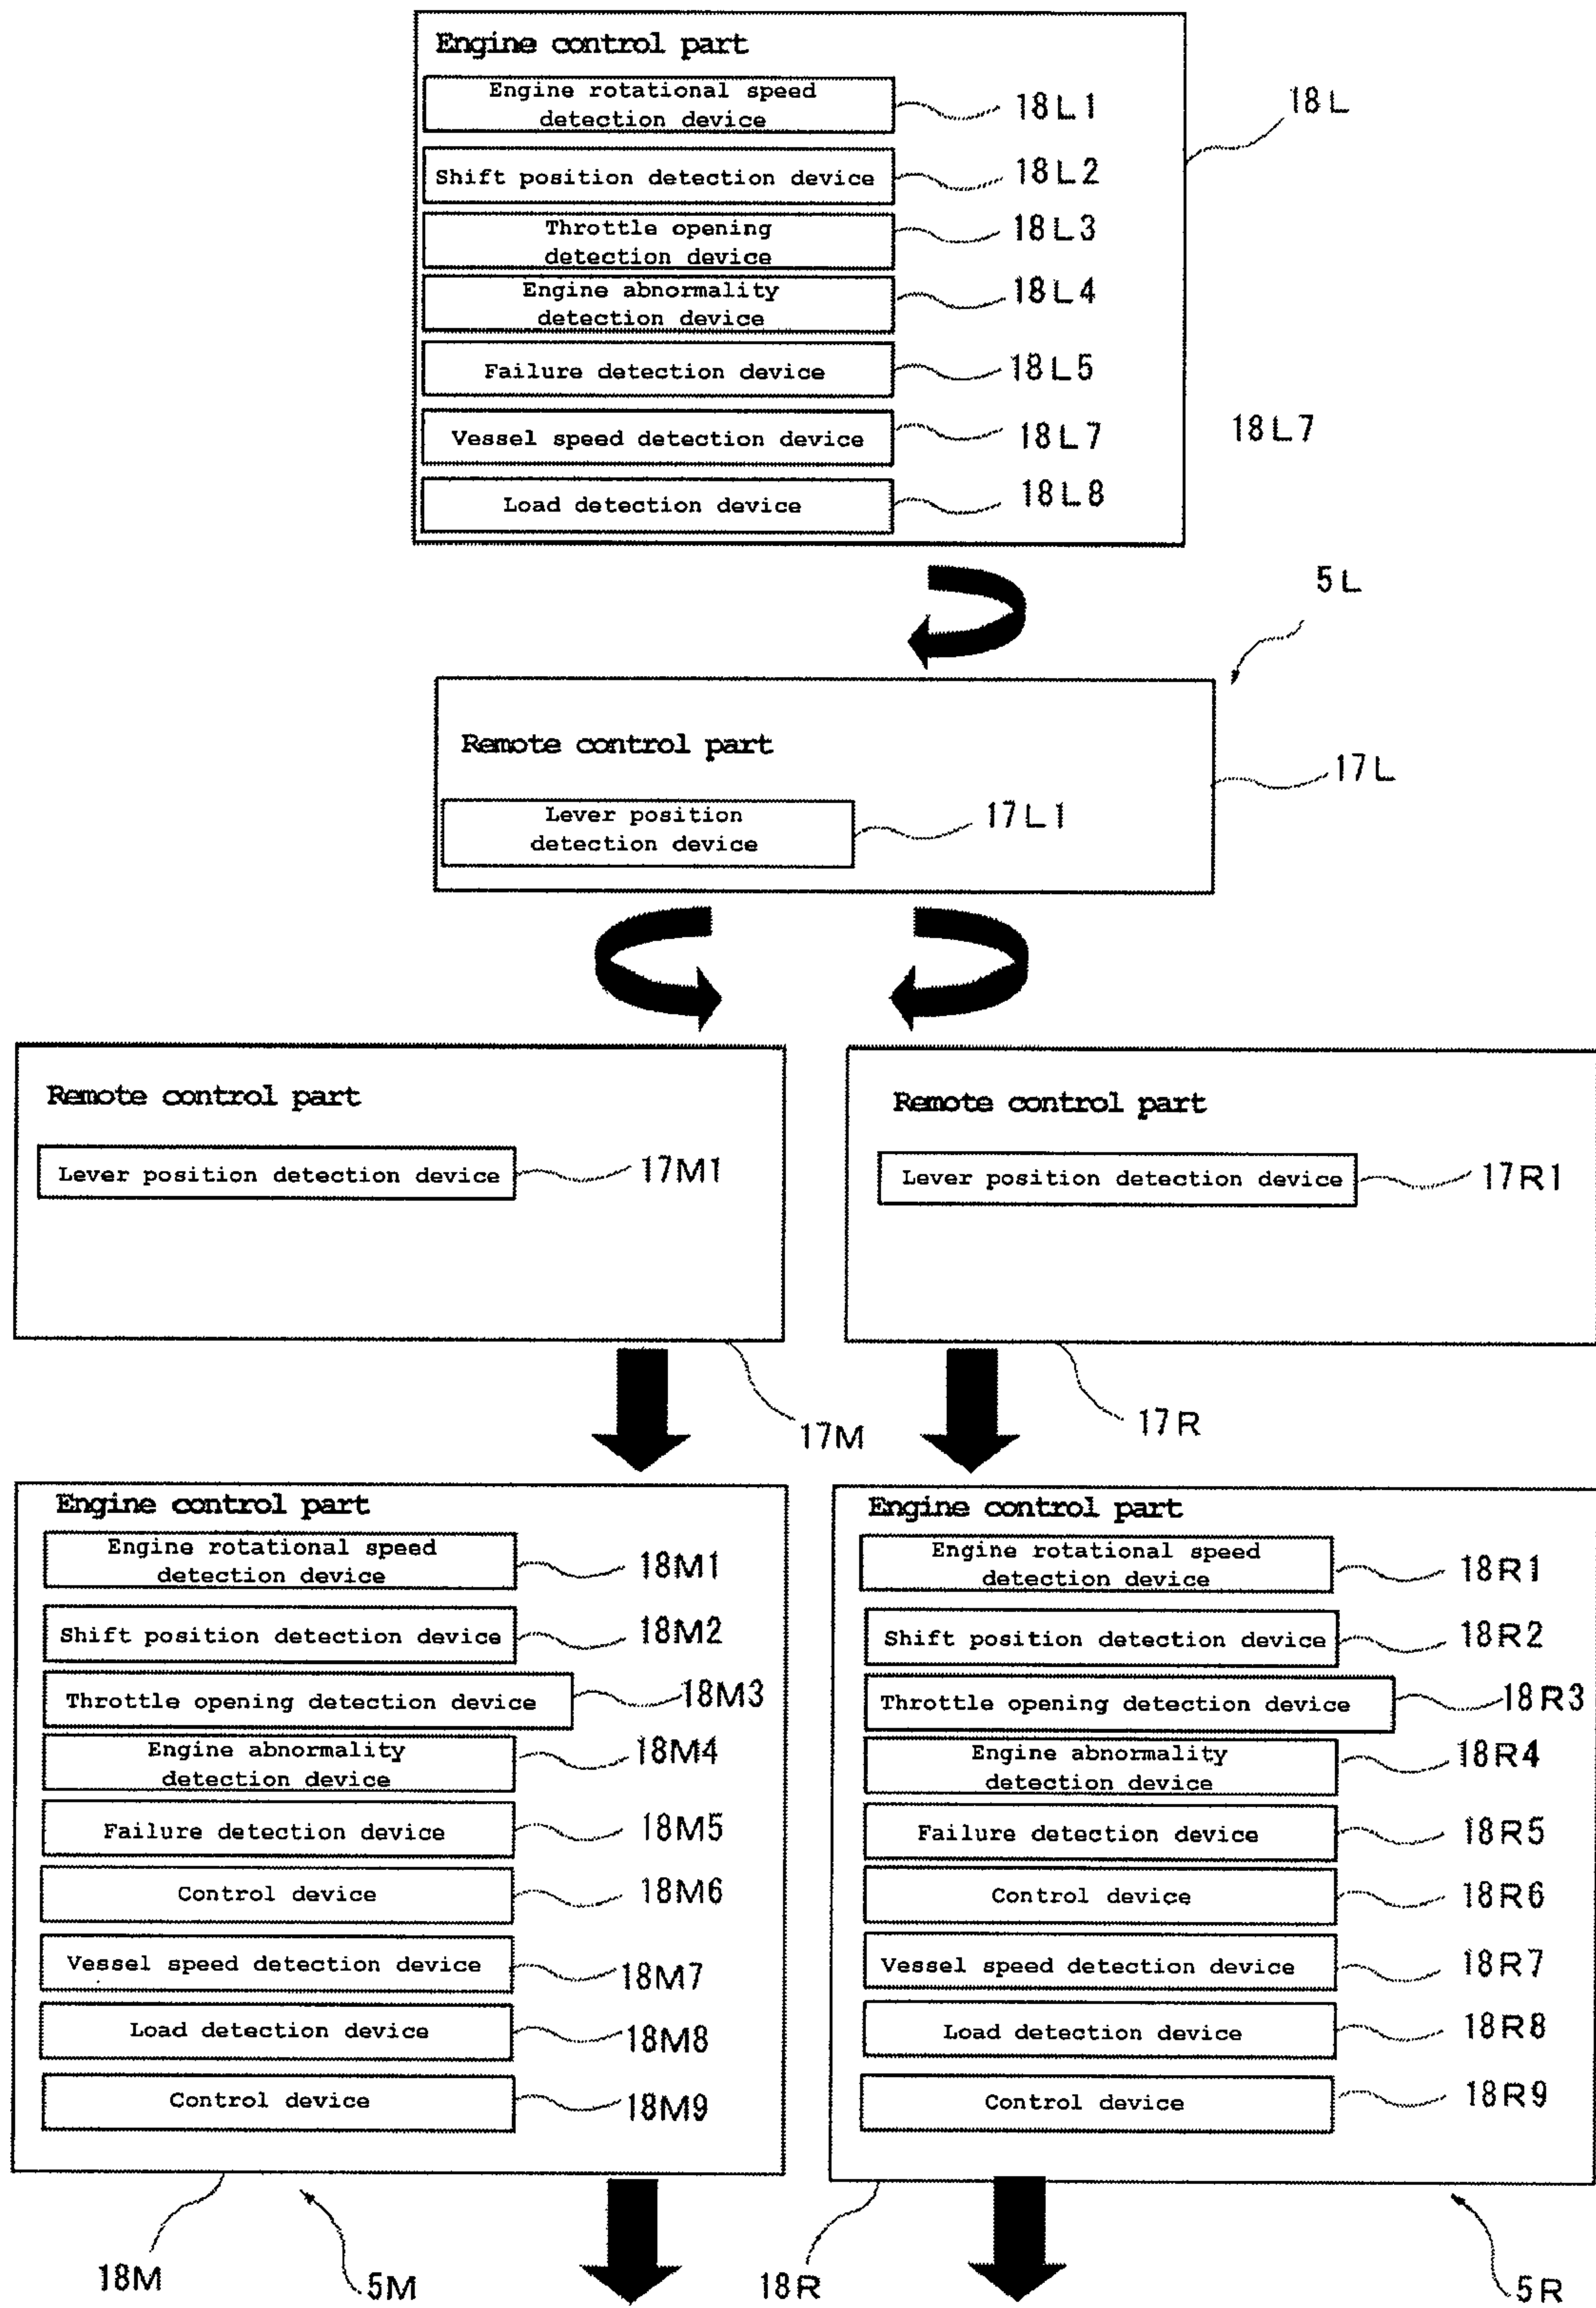 Engine control part
Engine rotational speed
detection device
18L1
18L
Shift position detection device
18L2
Throttle opening
detection device
18L3
Engine abnormality
detection device
18L4
Failure detection device
18L5
Vessel speed detection device
18L7
18L7
Load detection device
18L8
5L
Remote control part
17L
Lever position
detection device
17L1
Remote control part
Lever position detection device
17M1
17M
Remote control part
Lever position detection device
17R1
17R
Engine control part
Engine rotational speed
detection device
18M1
Shift position detection device
18M2
Throttle opening detection device
18M3
Engine abnormality
detection device
18M4
Failure detection device
18M5
Control device
18M6
Vessel speed detection device
18M7
Load detection device
18M8
Control device
18M9
18M
5M
Engine control part
Engine rotational speed
detection device
18R1
Shift position detection device
18R2
Throttle opening detection device
18R3
Engine abnormality
detection device
18R4
Failure detection device
18R5
Control device
18R6
Vessel speed detection device
18R7
Load detection device
18R8
Control device
18R9
18R
5R